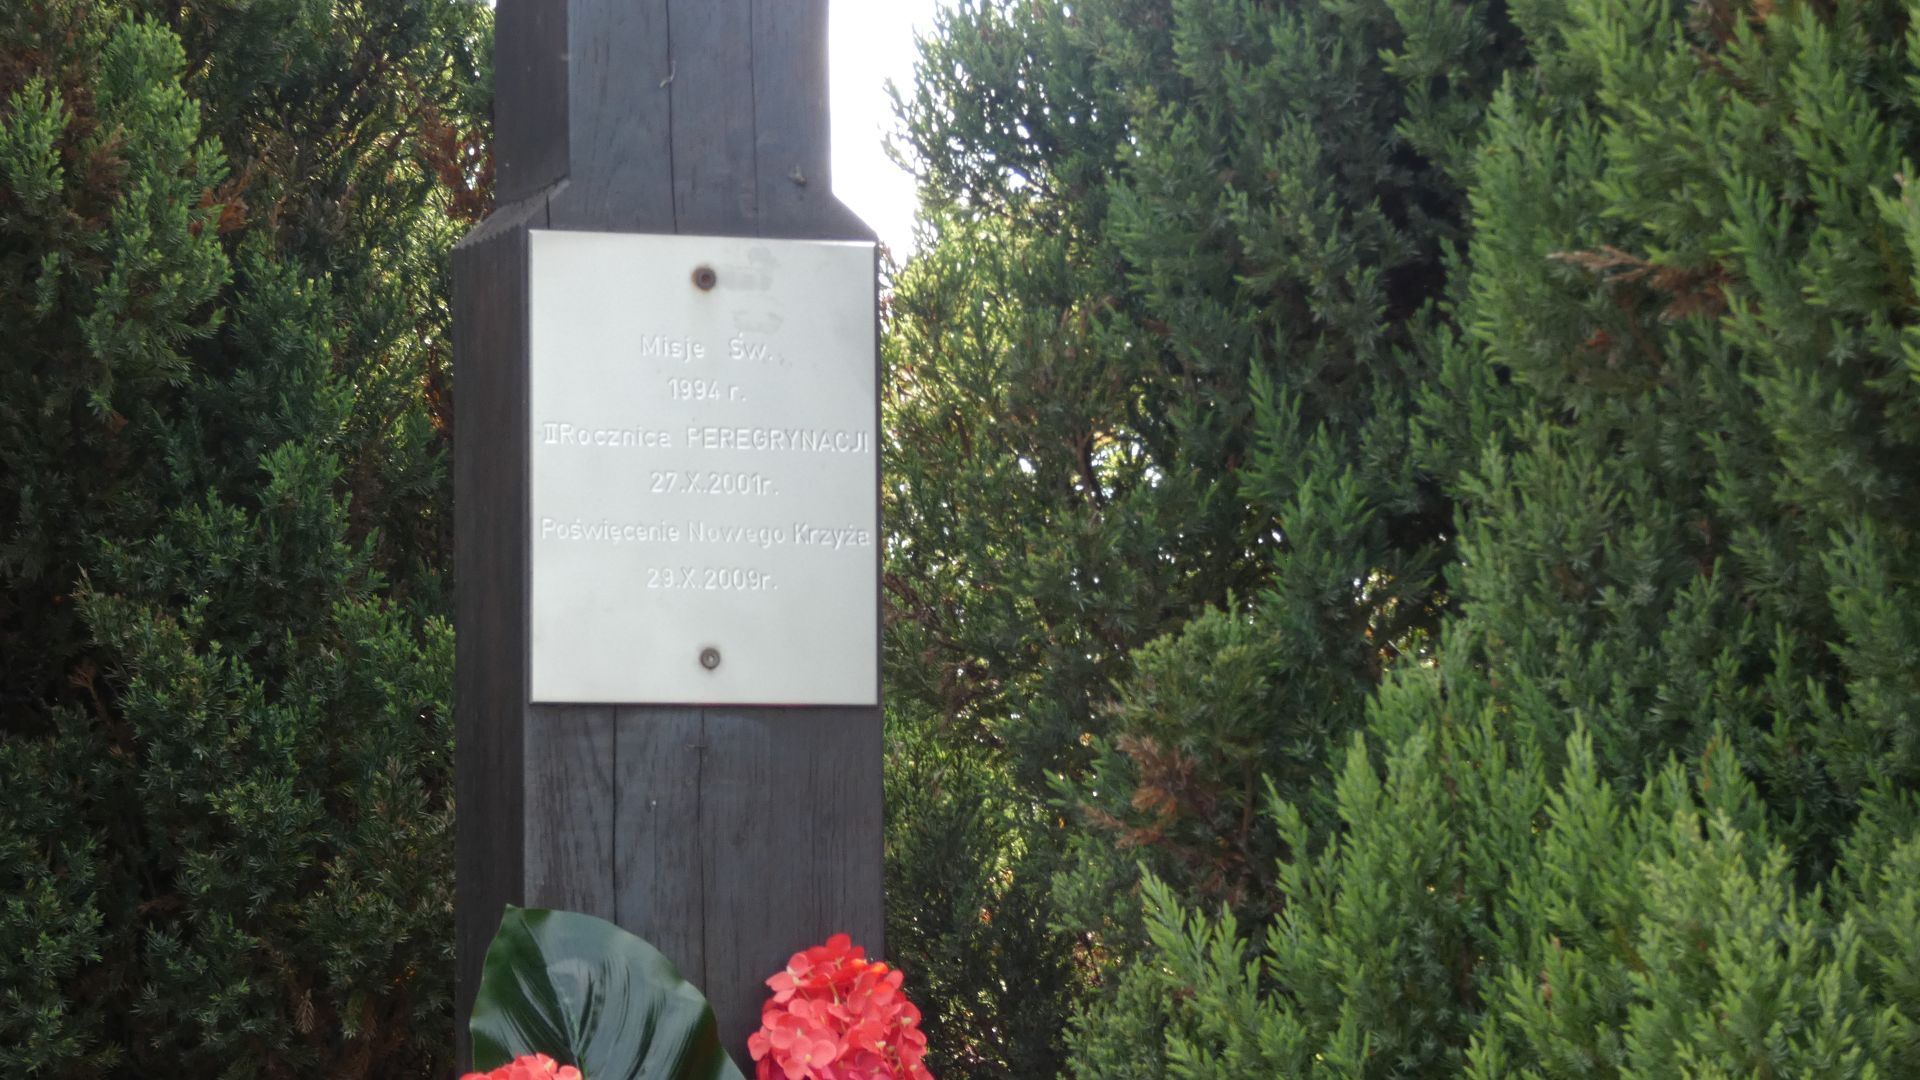 Misje Św.
1994 r.
II Rocznica PEREGRYNACJI
27.X.2001r.
Poświęcenie Nowego Krzyża
29.X.2009r.